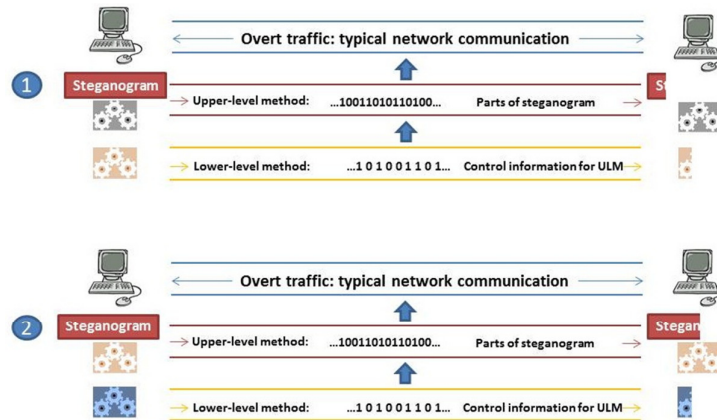 Overt traffic: typical network communication
1
Steganogram
St
Upper-level method: ...10011010110100... Parts of steganogram
Lower-level method: ...1 0 1 0 0 1 1 0 1... Control information for ULM
Overt traffic: typical network communication
2
Steganogram
Stegan
Upper-level method: ...10011010110100... Parts of steganogram
Lower-level method: ...1 0 1 0 0 1 1 0 1... Control information for ULM